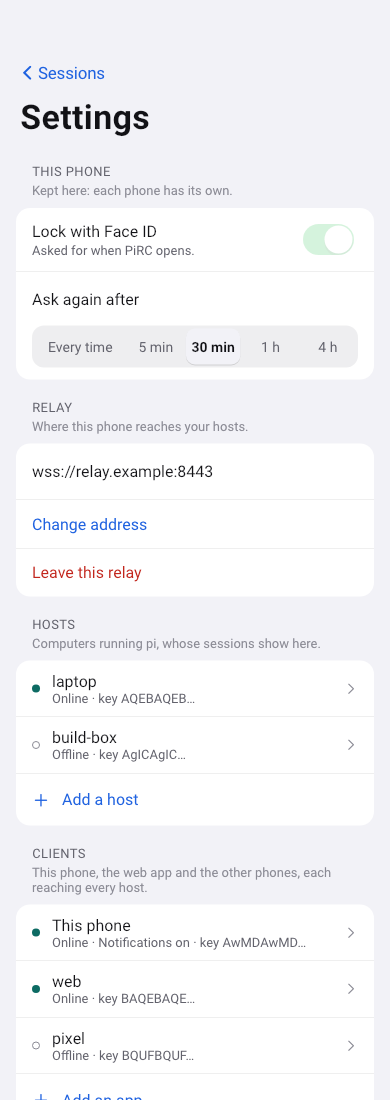 Sessions
Settings
THIS PHONE
Kept here: each phone has its own.
Lock with Face ID
Asked for when PiRC opens.
Ask again after
Every time 5 min 30 min 1 h 4 h
RELAY
Where this phone reaches your hosts.
wss://relay.example:8443
Change address
Leave this relay
HOSTS
Computers running pi, whose sessions show here.
laptop
Online · key AQEBAQEB…
build-box
Offline · key AgICAgIC…
Add a host
CLIENTS
This phone, the web app and the other phones, each
reaching every host.
This phone
Online · Notifications on · key AwMDAwMD…
web
Online · key BAQEBAQE…
pixel
Offline · key BQUFBQUF…
Add an app